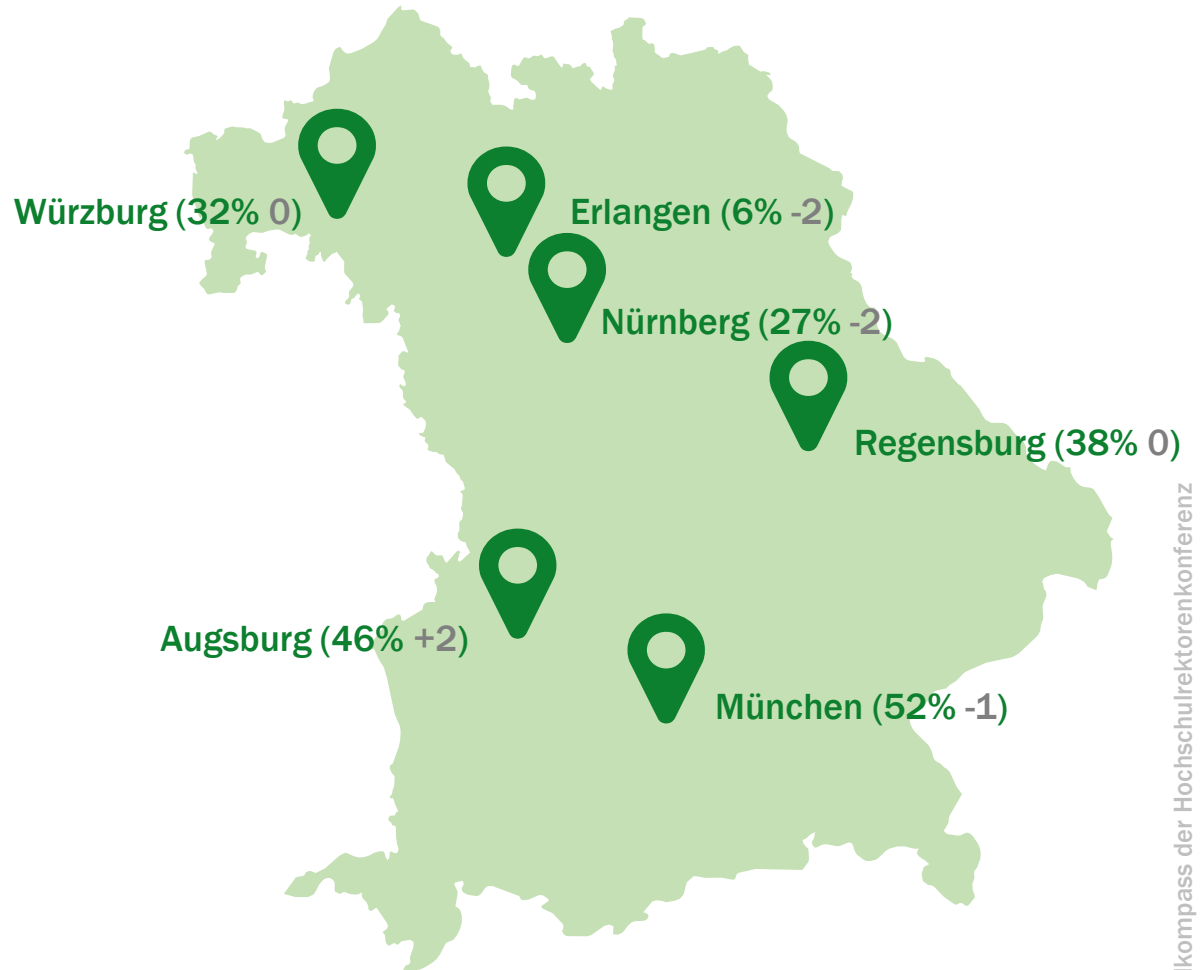 Würzburg (32% 0)
Erlangen (6% -2)
Nürnberg (27% -2)
Regensburg (38% 0)
Augsburg (46% +2)
München (52% -1)
der Hochschulrektorenkonferenz